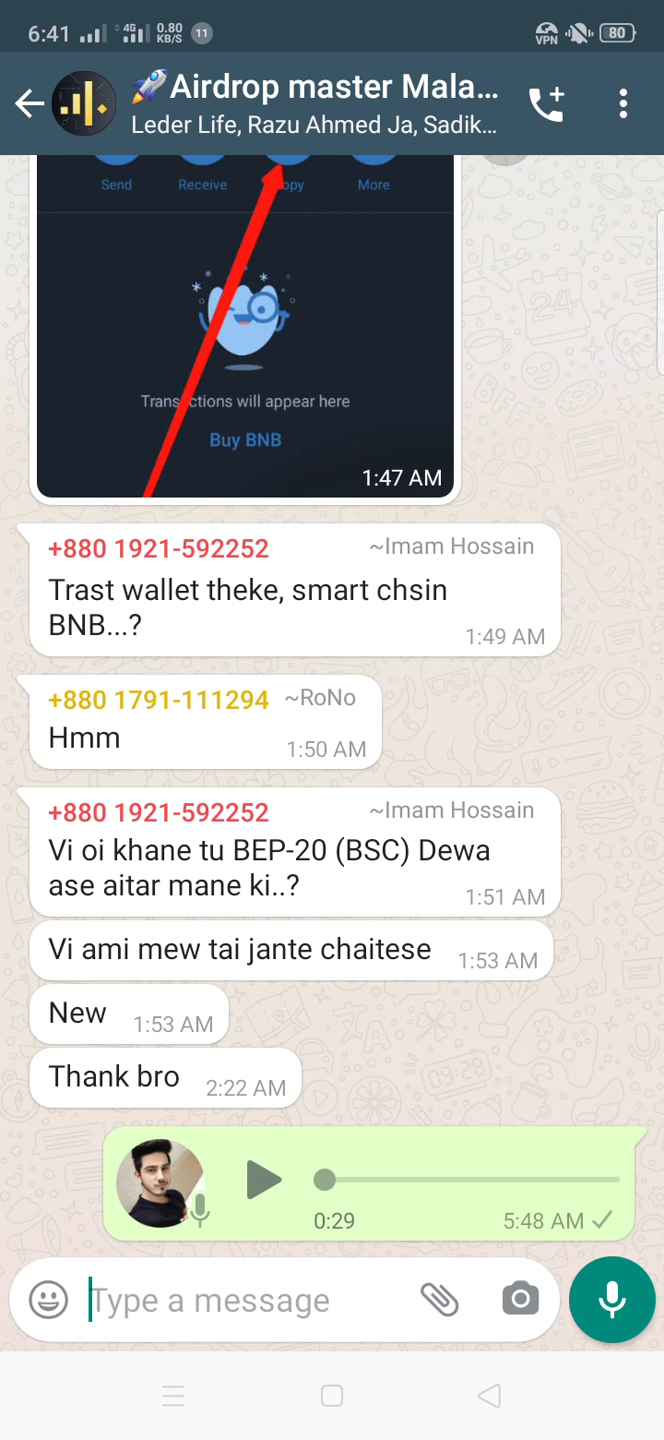 6:41 4G 0.80 KB/S 11 VPN 80
🚀Airdrop master Mala...
Leder Life, Razu Ahmed Ja, Sadik...
Send Receive opy More
Transactions will appear here
Buy BNB
1:47 AM
+880 1921-592252 ~Imam Hossain
Trast wallet theke, smart chsin
BNB...?
1:49 AM
+880 1791-111294 ~RoNo
Hmm 1:50 AM
+880 1921-592252 ~Imam Hossain
Vi oi khane tu BEP-20 (BSC) Dewa
ase aitar mane ki..?
1:51 AM
Vi ami mew tai jante chaitese 1:53 AM
New 1:53 AM
Thank bro 2:22 AM
0:29 5:48 AM
Type a message